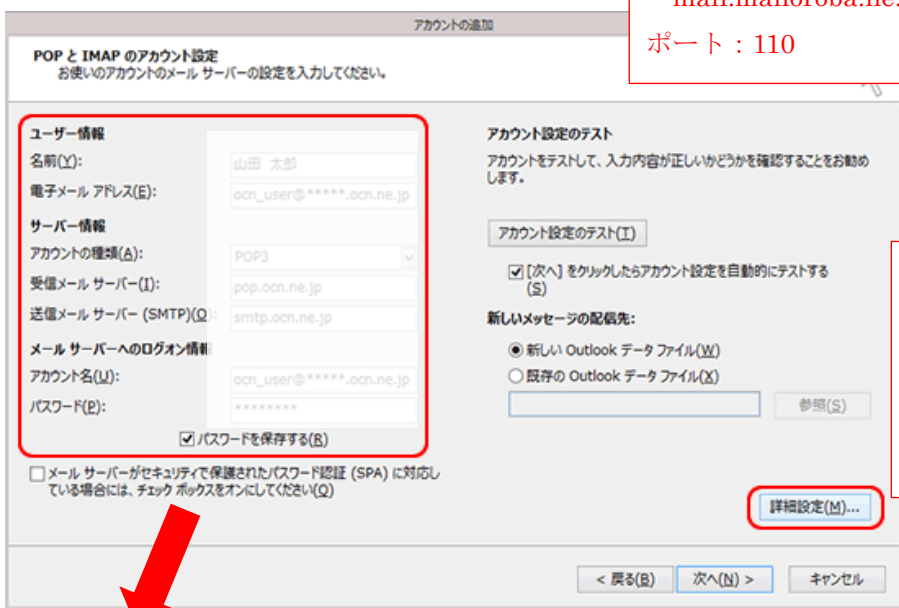 mail.mahoroba.ne.
ポート：110
アカウントの追加
POP と IMAP のアカウント設定
お使いのアカウントのメール サーバーの設定を入力してください。
ユーザー情報
名前(Y):
山田 太郎
電子メール アドレス(E):
ocn_user@*****.ocn.ne.jp
サーバー情報
アカウントの種類(A):
POP3
受信メール サーバー(I):
pop.ocn.ne.jp
送信メール サーバー (SMTP)(O):
smtp.ocn.ne.jp
メール サーバーへのログオン情報
アカウント名(U):
ocn_user@*****.ocn.ne.jp
パスワード(P):
********
パスワードを保存する(R)
メール サーバーがセキュリティで保護されたパスワード認証 (SPA) に対応し
ている場合には、チェック ボックスをオンにしてください(Q)
アカウント設定のテスト
アカウントをテストして、入力内容が正しいかどうかを確認することをお勧め
します。
アカウント設定のテスト(T)
[次へ] をクリックしたらアカウント設定を自動的にテストする
(S)
新しいメッセージの配信先:
新しい Outlook データ ファイル(W)
既存の Outlook データ ファイル(X)
参照(S)
詳細設定(M)...
< 戻る(B)
次へ(N) >
キャンセル